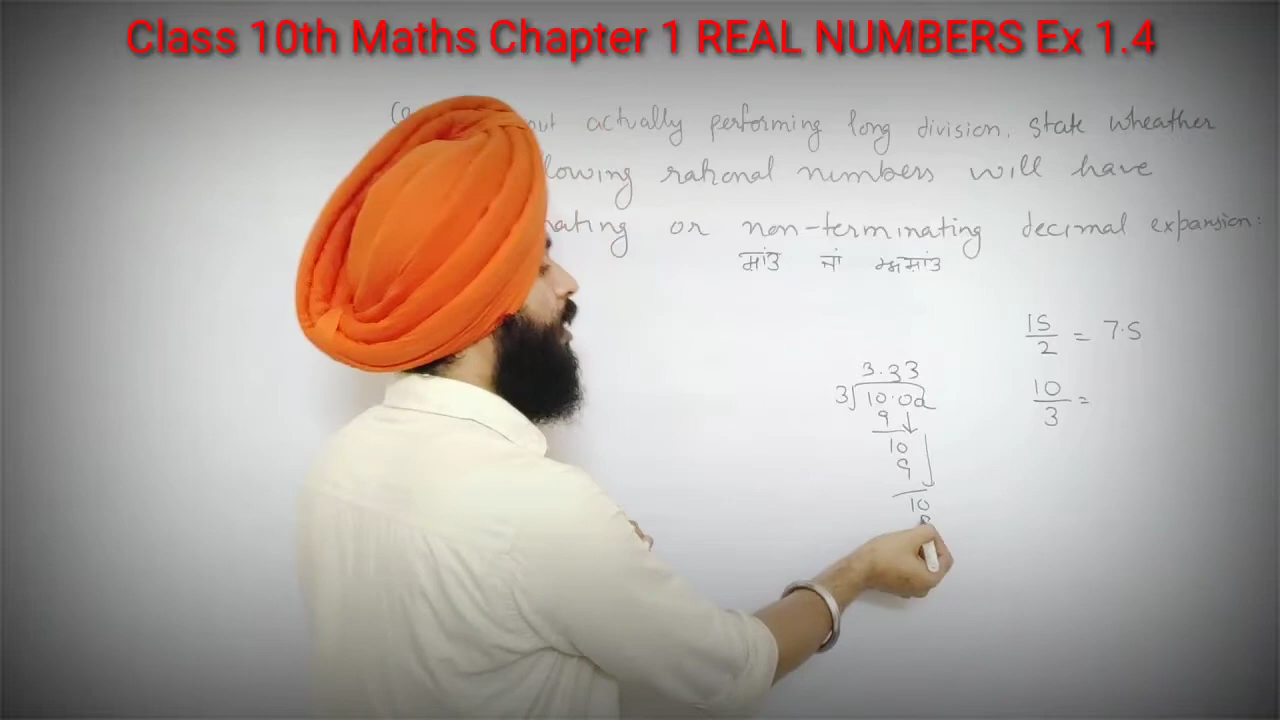 Class 10th Maths Chapter 1 REAL NUMBERS Ex 1.4
out actually performing long division, state wheather
lowing rational numbers will have
nating or non-terminating decimal expansion:
ਸ਼ਾਂਤ ਜਾਂ ਅਸ਼ਾਂਤ
15/2 = 7.5
3.33
3)10.00
9
10
9
10
10/3 =